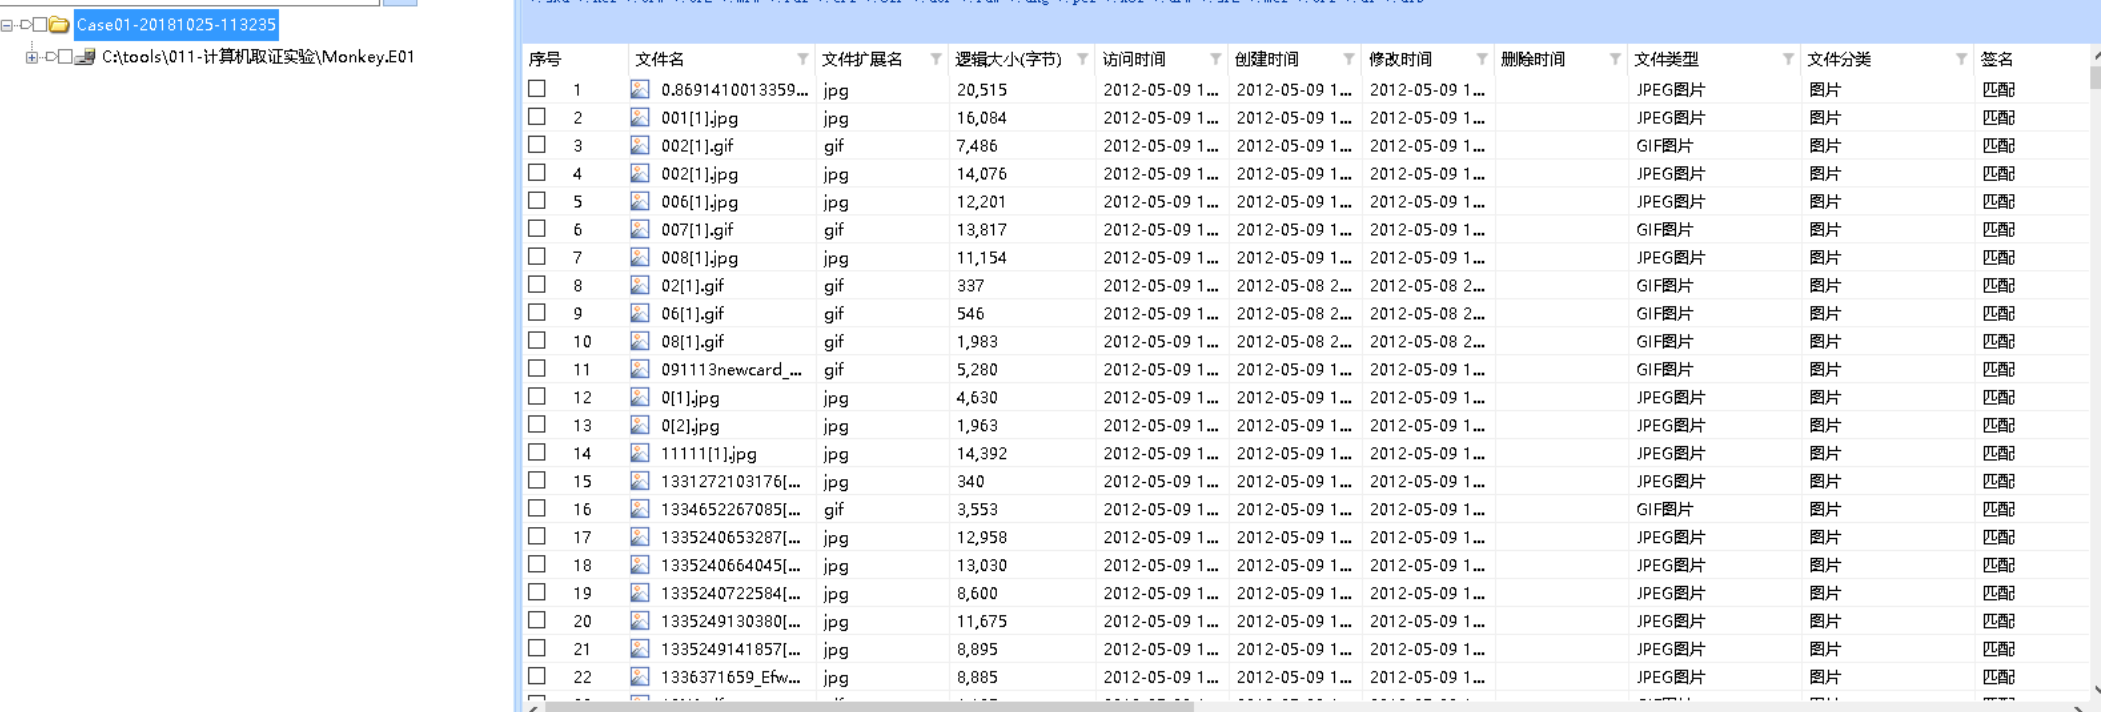 Case01-20181025-113235
C:\tools\011-计算机取证实验\Monkey.E01
序号 文件名 文件扩展名 逻辑大小(字节) 访问时间 创建时间 修改时间 删除时间 文件类型 文件分类 签名
1 0.8691410013359... jpg 20,515 2012-05-09 1... 2012-05-09 1... 2012-05-09 1... JPEG图片 图片 匹配
2 001[1].jpg jpg 16,084 2012-05-09 1... 2012-05-09 1... 2012-05-09 1... JPEG图片 图片 匹配
3 002[1].gif gif 7,486 2012-05-09 1... 2012-05-09 1... 2012-05-09 1... GIF图片 图片 匹配
4 002[1].jpg jpg 14,076 2012-05-09 1... 2012-05-09 1... 2012-05-09 1... JPEG图片 图片 匹配
5 006[1].jpg jpg 12,201 2012-05-09 1... 2012-05-09 1... 2012-05-09 1... JPEG图片 图片 匹配
6 007[1].gif gif 13,817 2012-05-09 1... 2012-05-09 1... 2012-05-09 1... GIF图片 图片 匹配
7 008[1].jpg jpg 11,154 2012-05-09 1... 2012-05-09 1... 2012-05-09 1... JPEG图片 图片 匹配
8 02[1].gif gif 337 2012-05-09 1... 2012-05-08 2... 2012-05-08 2... GIF图片 图片 匹配
9 06[1].gif gif 546 2012-05-09 1... 2012-05-08 2... 2012-05-08 2... GIF图片 图片 匹配
10 08[1].gif gif 1,983 2012-05-09 1... 2012-05-08 2... 2012-05-08 2... GIF图片 图片 匹配
11 091113newcard_... gif 5,280 2012-05-09 1... 2012-05-09 1... 2012-05-09 1... GIF图片 图片 匹配
12 0[1].jpg jpg 4,630 2012-05-09 1... 2012-05-09 1... 2012-05-09 1... JPEG图片 图片 匹配
13 0[2].jpg jpg 1,963 2012-05-09 1... 2012-05-09 1... 2012-05-09 1... JPEG图片 图片 匹配
14 11111[1].jpg jpg 14,392 2012-05-09 1... 2012-05-09 1... 2012-05-09 1... JPEG图片 图片 匹配
15 1331272103176[... jpg 340 2012-05-09 1... 2012-05-09 1... 2012-05-09 1... JPEG图片 图片 匹配
16 1334652267085[... gif 3,553 2012-05-09 1... 2012-05-09 1... 2012-05-09 1... GIF图片 图片 匹配
17 1335240653287[... jpg 12,958 2012-05-09 1... 2012-05-09 1... 2012-05-09 1... JPEG图片 图片 匹配
18 1335240664045[... jpg 13,030 2012-05-09 1... 2012-05-09 1... 2012-05-09 1... JPEG图片 图片 匹配
19 1335240722584[... jpg 8,600 2012-05-09 1... 2012-05-09 1... 2012-05-09 1... JPEG图片 图片 匹配
20 1335249130380[... jpg 11,675 2012-05-09 1... 2012-05-09 1... 2012-05-09 1... JPEG图片 图片 匹配
21 1335249141857[... jpg 8,895 2012-05-09 1... 2012-05-09 1... 2012-05-09 1... JPEG图片 图片 匹配
22 1336371659_Efw... jpg 8,885 2012-05-09 1... 2012-05-09 1... 2012-05-09 1... JPEG图片 图片 匹配